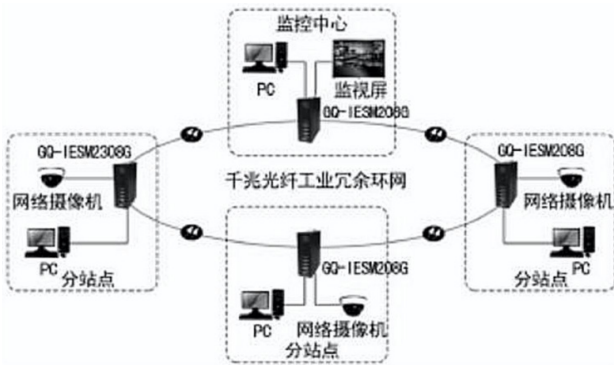 监控中心
PC
监视屏
GQ-IESM208G
GQ-IESM2308G
网络摄像机
PC
分站点
千兆光纤工业冗余环网
GQ-IESM208G
网络摄像机
PC
分站点
GQ-IESM208G
PC
网络摄像机
分站点